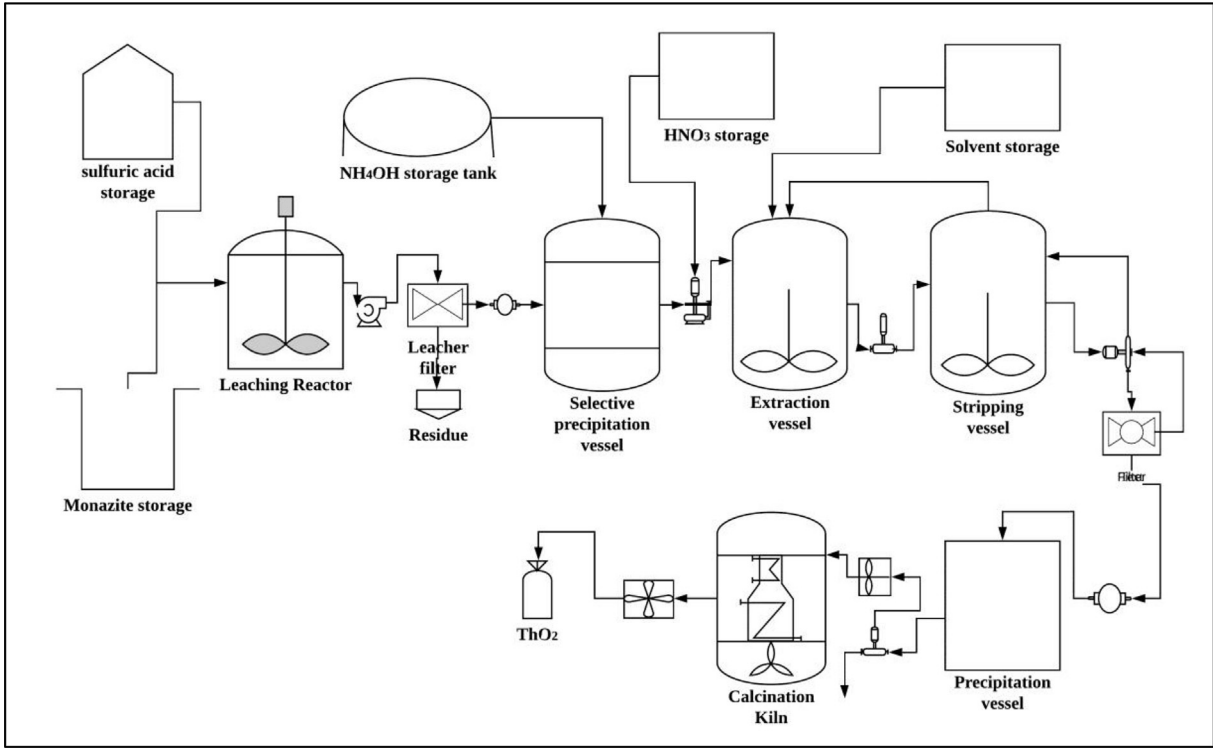 sulfuric acid
storage
NH4OH storage tank
HNO3 storage
Solvent storage
Leaching Reactor
Leacher
filter
Residue
Selective
precipitation
vessel
Extraction
vessel
Stripping
vessel
Monazite storage
ThO2
Calcination
Kiln
Precipitation
vessel